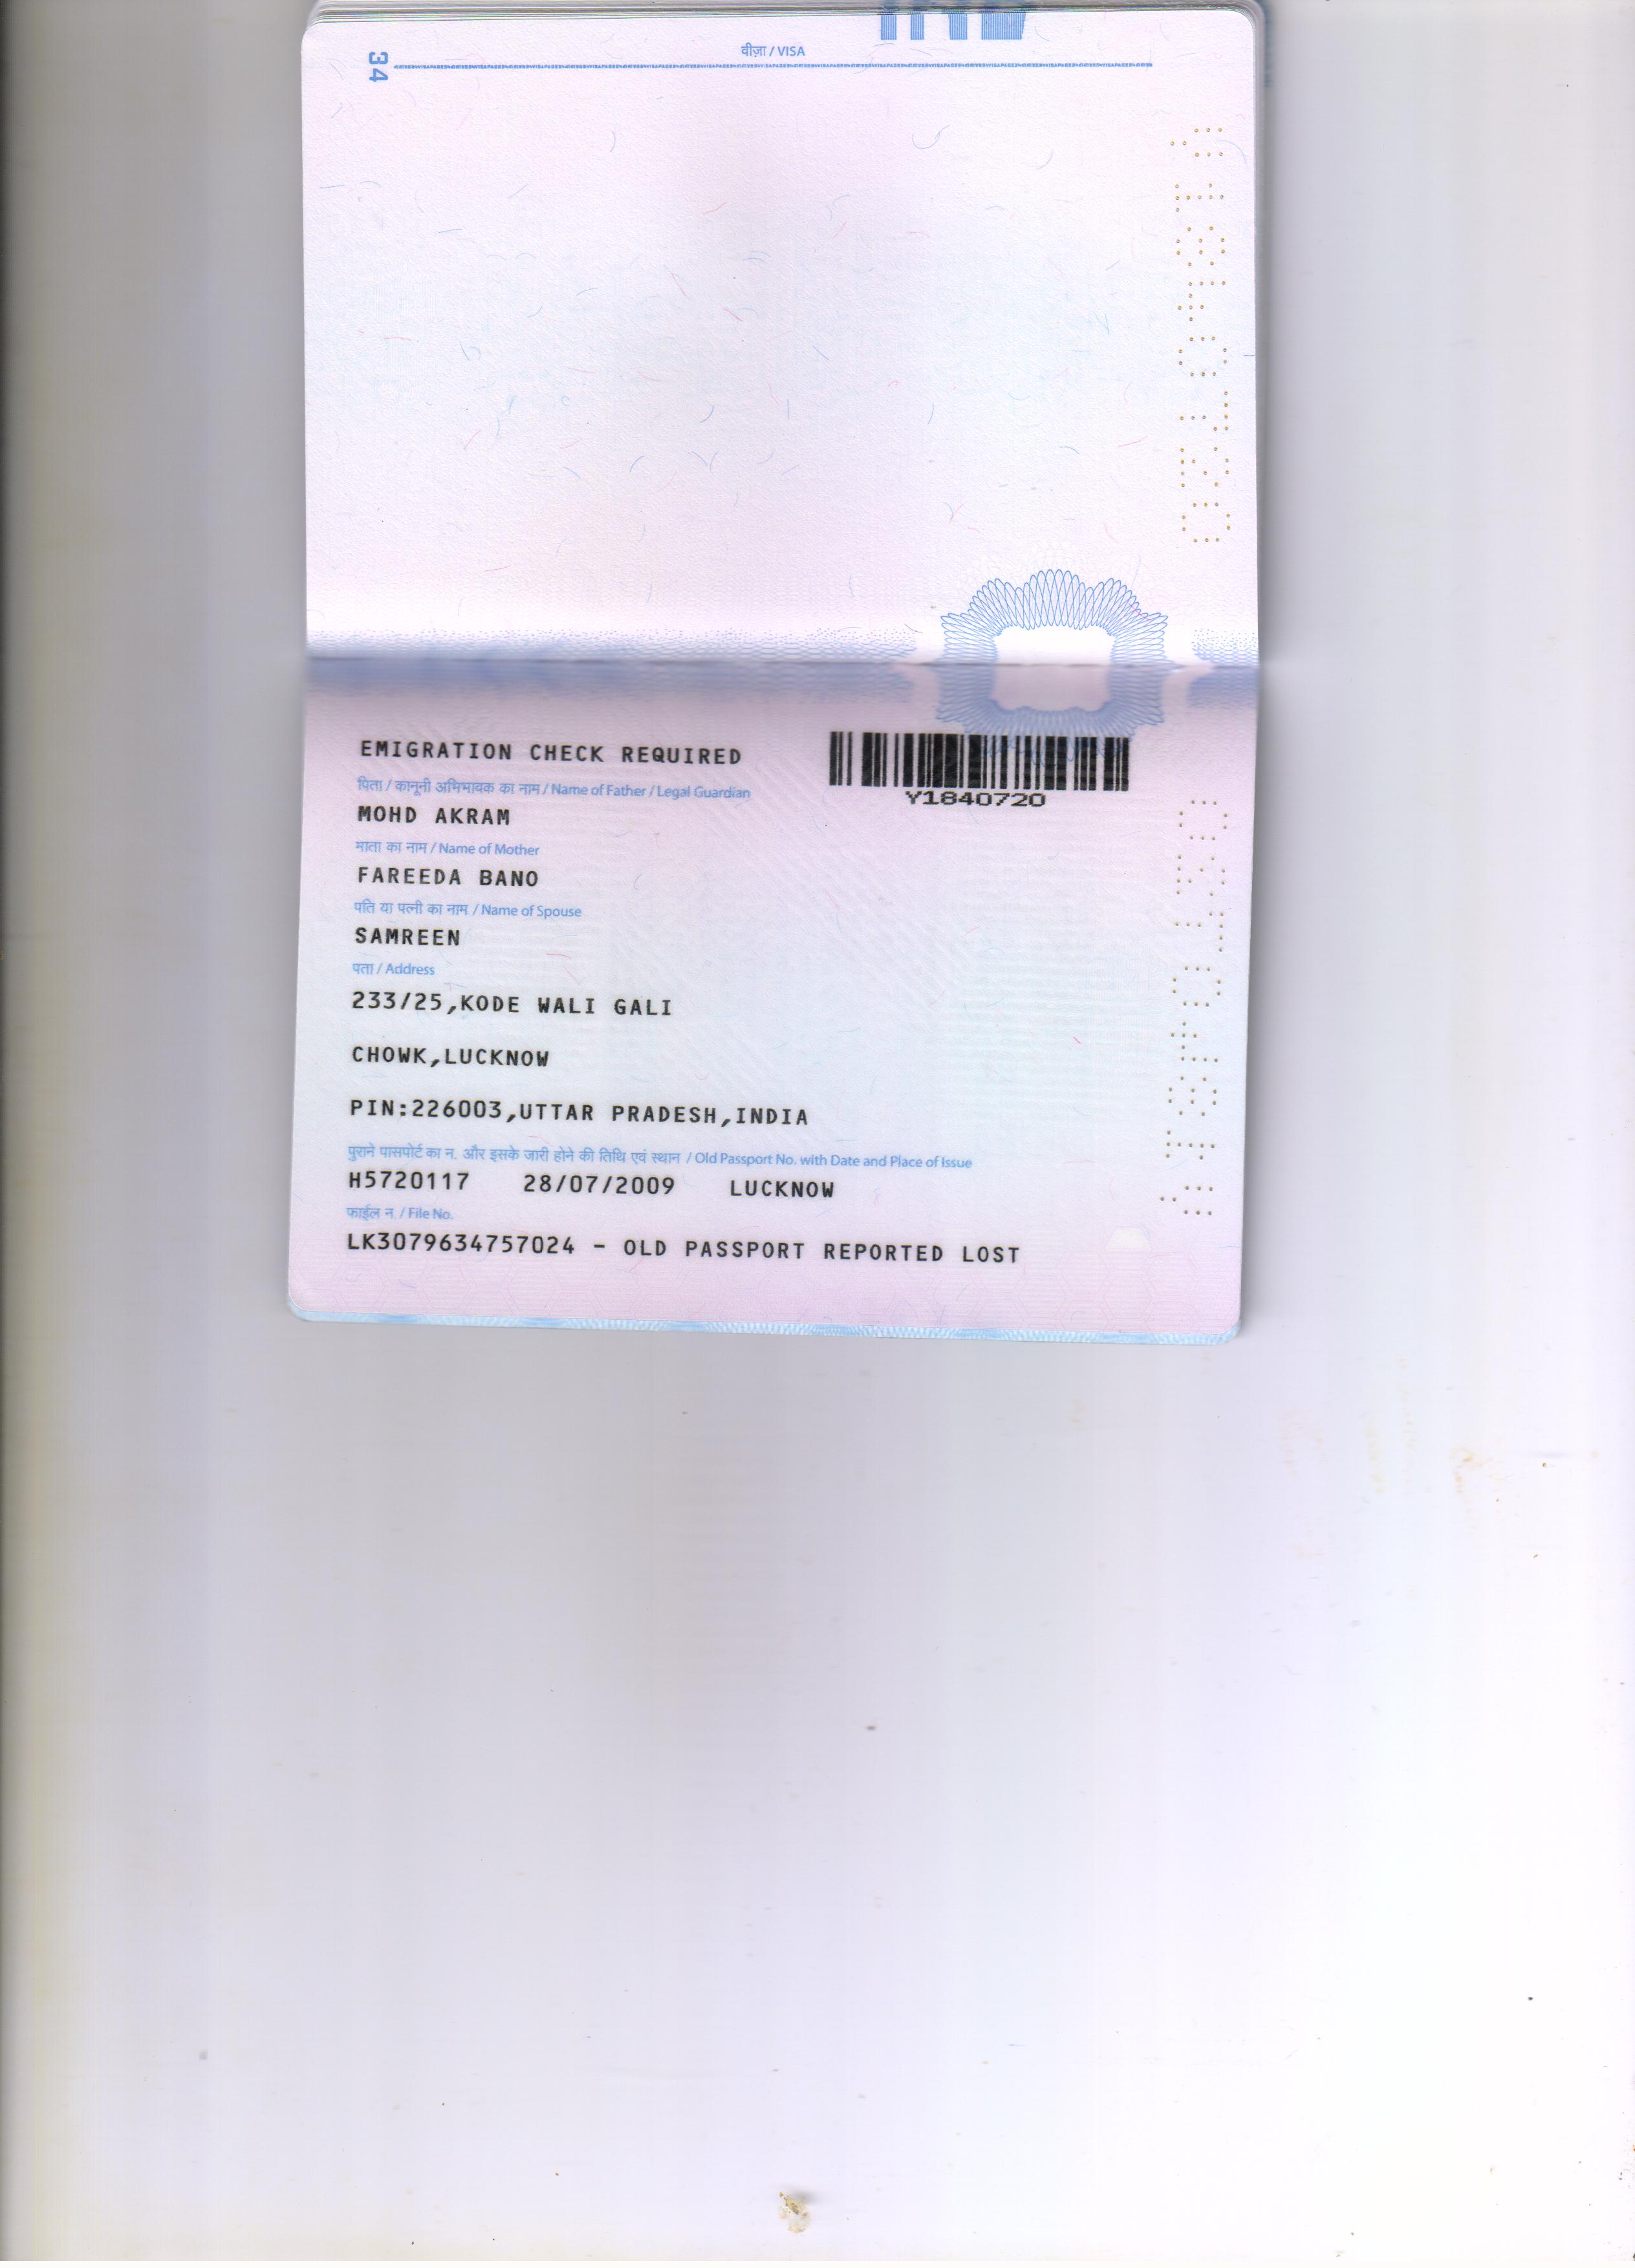 34
वीज़ा / VISA
EMIGRATION CHECK REQUIRED
Y1840720
पिता / कानूनी अभिभावक का नाम / Name of Father / Legal Guardian
MOHD AKRAM
माता का नाम / Name of Mother
FAREEDA BANO
पति या पत्नी का नाम / Name of Spouse
SAMREEN
पता / Address
233/25,KODE WALI GALI
CHOWK,LUCKNOW
PIN:226003,UTTAR PRADESH,INDIA
पुराने पासपोर्ट का न. और इसके जारी होने की तिथि एवं स्थान / Old Passport No. with Date and Place of Issue
H5720117 28/07/2009 LUCKNOW
फाईल न. / File No.
LK3079634757024 - OLD PASSPORT REPORTED LOST
Y1840720
Y1840720